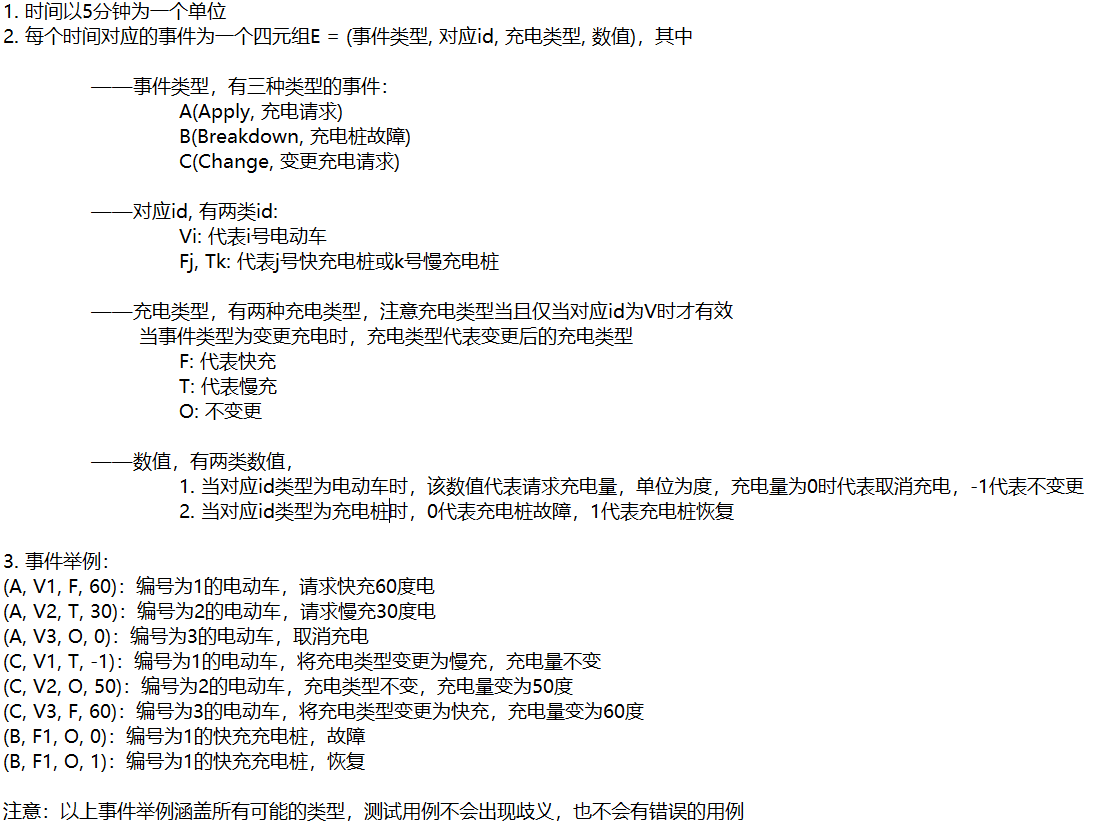 1. 时间以5分钟为一个单位
2. 每个时间对应的事件为一个四元组E = (事件类型, 对应id, 充电类型, 数值)，其中
——事件类型，有三种类型的事件：
A(Apply, 充电请求)
B(Breakdown, 充电桩故障)
C(Change, 变更充电请求)
——对应id, 有两类id:
Vi: 代表i号电动车
Fj, Tk: 代表j号快充电桩或k号慢充电桩
——充电类型，有两种充电类型，注意充电类型当且仅当对应id为V时才有效
当事件类型为变更充电时，充电类型代表变更后的充电类型
F: 代表快充
T: 代表慢充
O: 不变更
——数值，有两类数值，
1. 当对应id类型为电动车时，该数值代表请求充电量，单位为度，充电量为0时代表取消充电，-1代表不变更
2. 当对应id类型为充电桩时，0代表充电桩故障，1代表充电桩恢复
3. 事件举例：
(A, V1, F, 60)：编号为1的电动车，请求快充60度电
(A, V2, T, 30)：编号为2的电动车，请求慢充30度电
(A, V3, O, 0)：编号为3的电动车，取消充电
(C, V1, T, -1)：编号为1的电动车，将充电类型变更为慢充，充电量不变
(C, V2, O, 50)：编号为2的电动车，充电类型不变，充电量变为50度
(C, V3, F, 60)：编号为3的电动车，将充电类型变更为快充，充电量变为60度
(B, F1, O, 0)：编号为1的快充充电桩，故障
(B, F1, O, 1)：编号为1的快充充电桩，恢复
注意：以上事件举例涵盖所有可能的类型，测试用例不会出现歧义，也不会有错误的用例